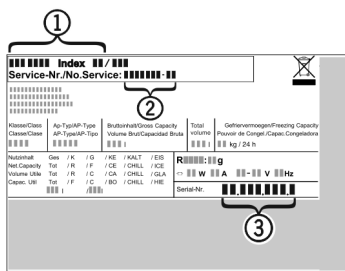 1
Index /
Service-Nr./No.Service: -
2
Klasse/Class Ap-Typ/AP-Type Bruttoinhalt/Gross Capacity Total Gefriervermoegen/Freezing Capacity
Classe/Clase AP-Type/AP-Tipo Volume Brut/Capacidad Bruta volume Pouvoir de Congel./Capac.Congeladora
l l kg / 24 h
Nutzinhalt Ges / K / G / KE / KALT / EIS
Net.Capacity Tot / R / F / CE / CHILL / ICE
Volume Utile Tot / R / C / CA / CHILL / GLA
Capac. Util Tot / F / C / BO / CHILL / HIE
l / l
R : g
W A - V Hz
Serial-Nr. . . .
3